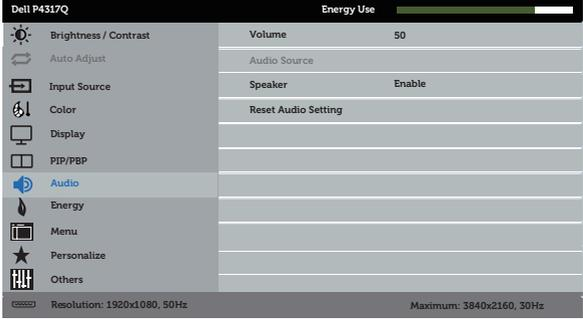 Dell P4317Q Energy Use
Brightness / Contrast Volume 50
Auto Adjust Audio Source
Input Source Speaker Enable
Color Reset Audio Setting
Display
PIP/PBP
Audio
Energy
Menu
Personalize
Others
Resolution: 1920x1080, 50Hz Maximum: 3840x2160, 30Hz